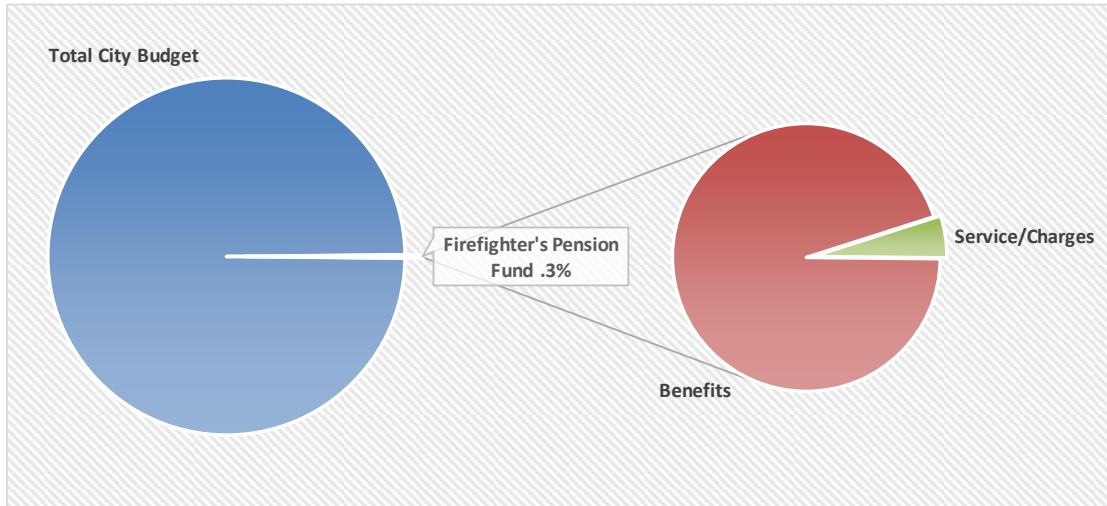 Total City Budget
Firefighter's Pension
Fund .3%
Service/Charges
Benefits